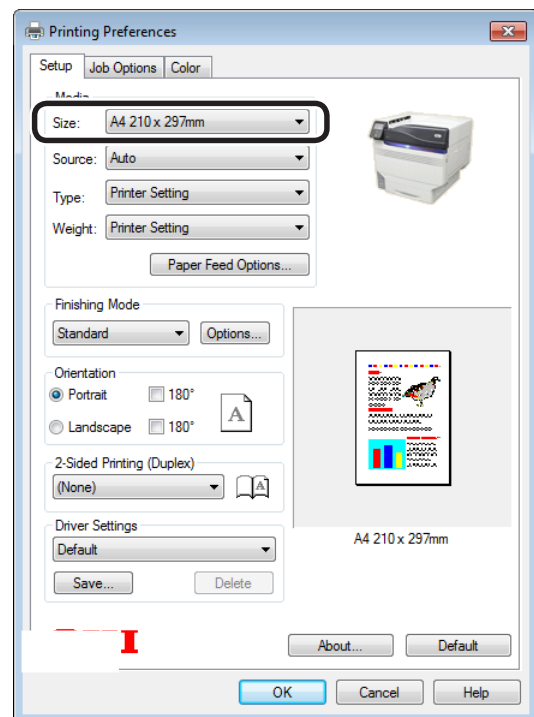 Printing Preferences
Setup Job Options Color
Media
Size: A4 210 x 297mm
Source: Auto
Type: Printer Setting
Weight: Printer Setting
Paper Feed Options...
Finishing Mode
Standard Options...
Orientation
Portrait 180°
Landscape 180°
A
2-Sided Printing (Duplex)
(None) A
Driver Settings
Default
Save... Delete
A4 210 x 297mm
About... Default
OK Cancel Help